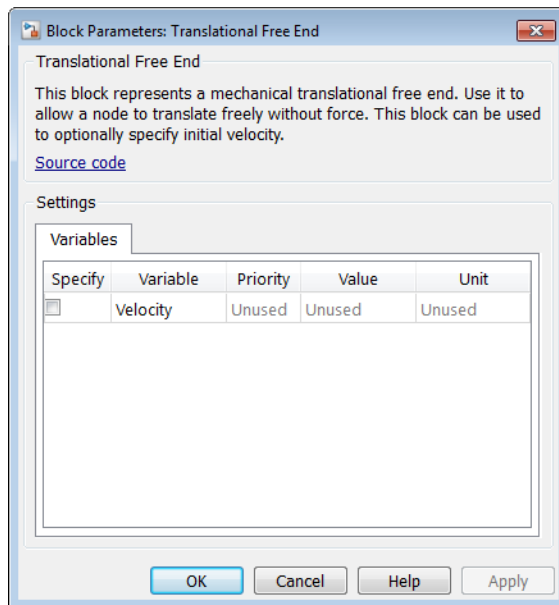 Block Parameters: Translational Free End
Translational Free End
This block represents a mechanical translational free end. Use it to
allow a node to translate freely without force. This block can be used
to optionally specify initial velocity.
Source code
Settings
Variables
Specify Variable Priority Value Unit
Velocity Unused Unused Unused
OK Cancel Help Apply